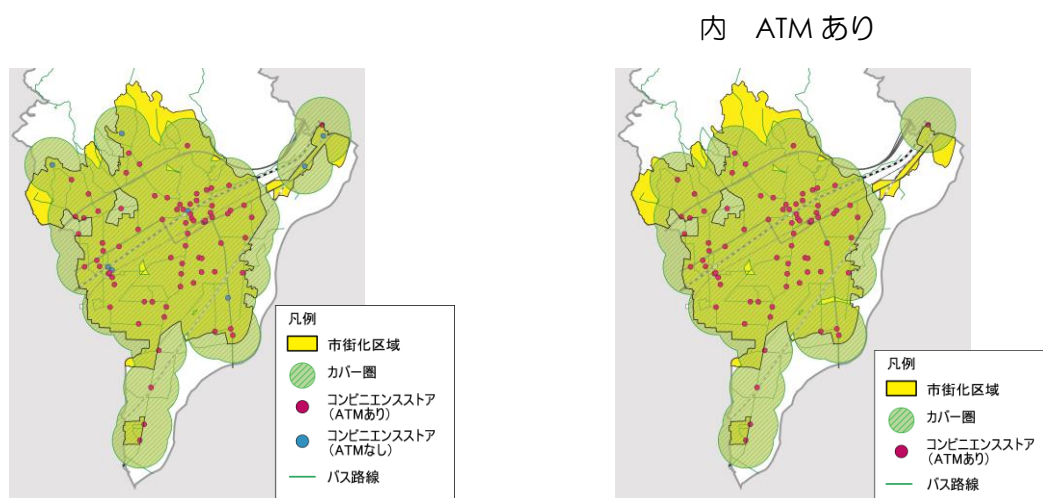 内 ATM あり
凡例
市街化区域
カバー圏
コンビニエンスストア
(ATMあり)
コンビニエンスストア
(ATMなし)
バス路線
凡例
市街化区域
カバー圏
コンビニエンスストア
(ATMあり)
バス路線